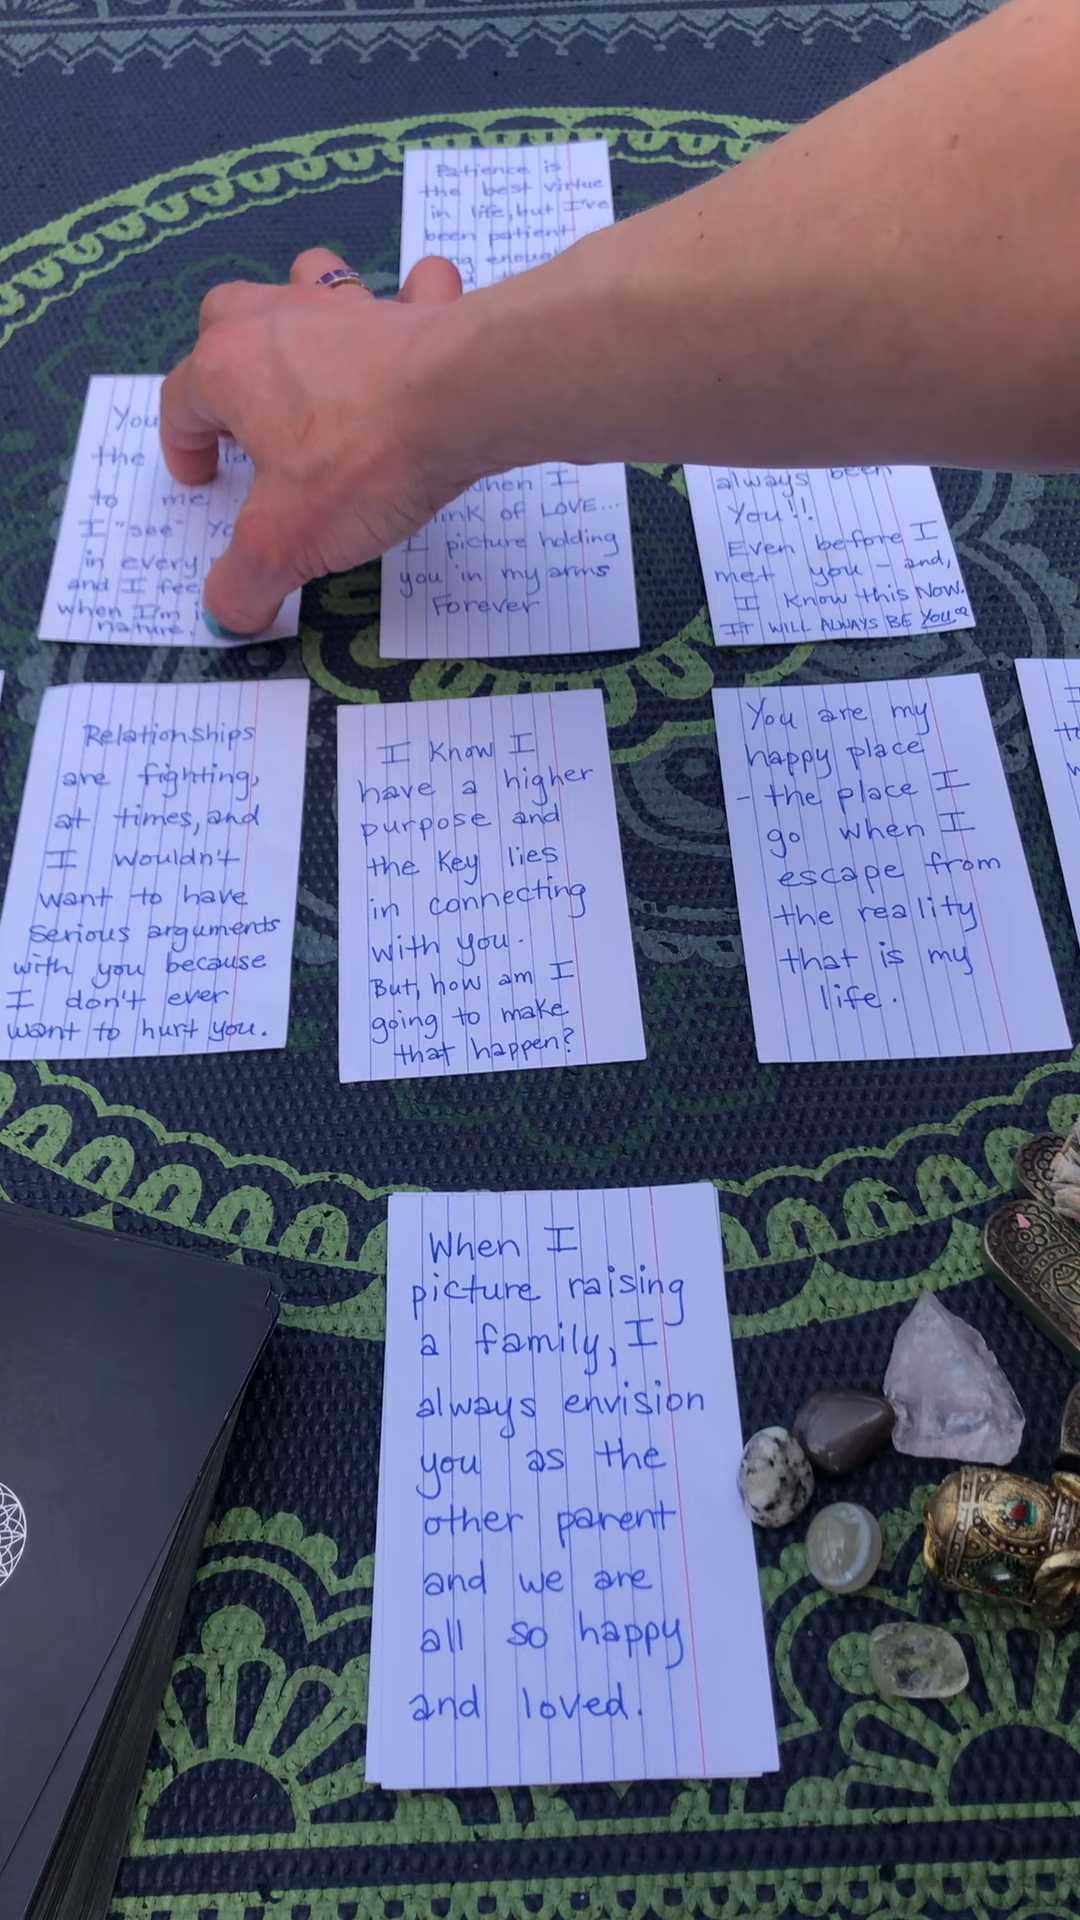 Patience is
the best virtue
in life, but I've
been patient
You
the
to me
I "see"
in every
and I
when I'm
nature.
When I
of LOVE...
I picture holding
you in my arms
Forever
always been
You!!
Even before I
met you - and,
I know this Now.
IT WILL ALWAYS BE YOU
Relationships
are fighting,
at times, and
I wouldn't
want to have
serious arguments
with you because
I don't ever
want to hurt you.
I know I
have a higher
purpose and
the key lies
in connecting
with you.
But, how am I
going to make
that happen?
You are my
happy place
- the place I
go when I
escape from
the reality
that is my
life.
When I
picture raising
a family, I
always envision
you as the
other parent
and we are
all so happy
and loved.